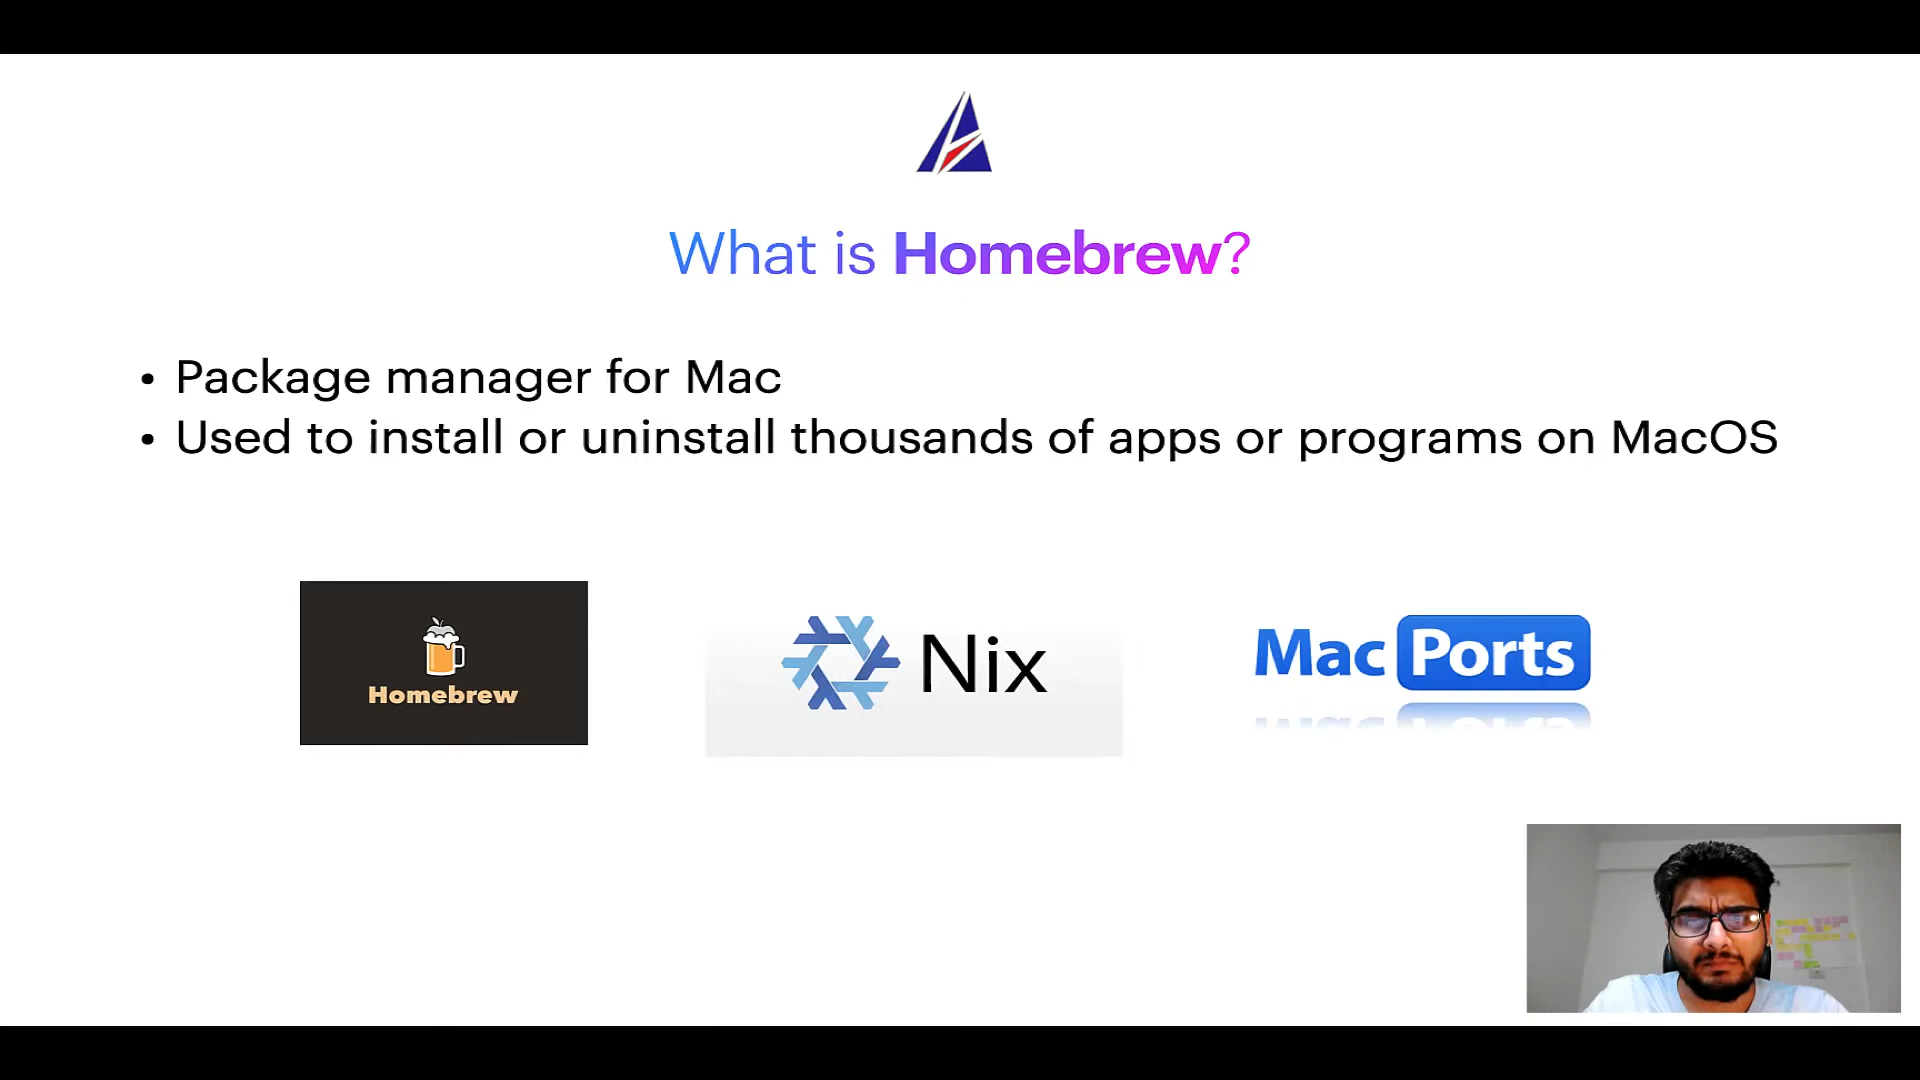 What is Homebrew?
• Package manager for Mac
• Used to install or uninstall thousands of apps or programs on MacOS
Homebrew
Nix
Mac Ports